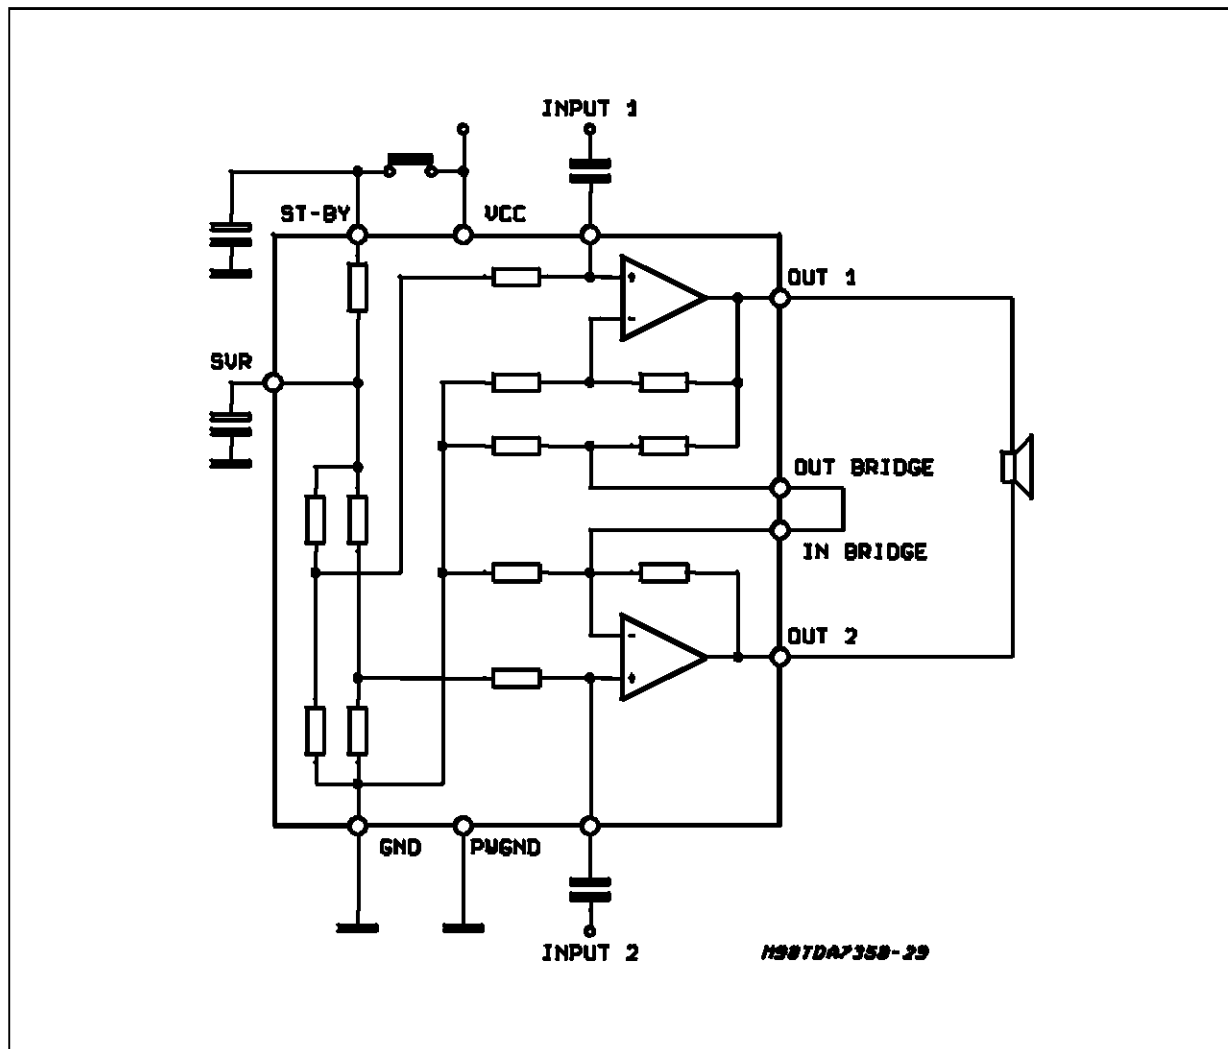 INPUT 1
ST-BY
VCC
OUT 1
SVR
OUT BRIDGE
IN BRIDGE
OUT 2
GND
PWGND
INPUT 2
M90TDA7350-29